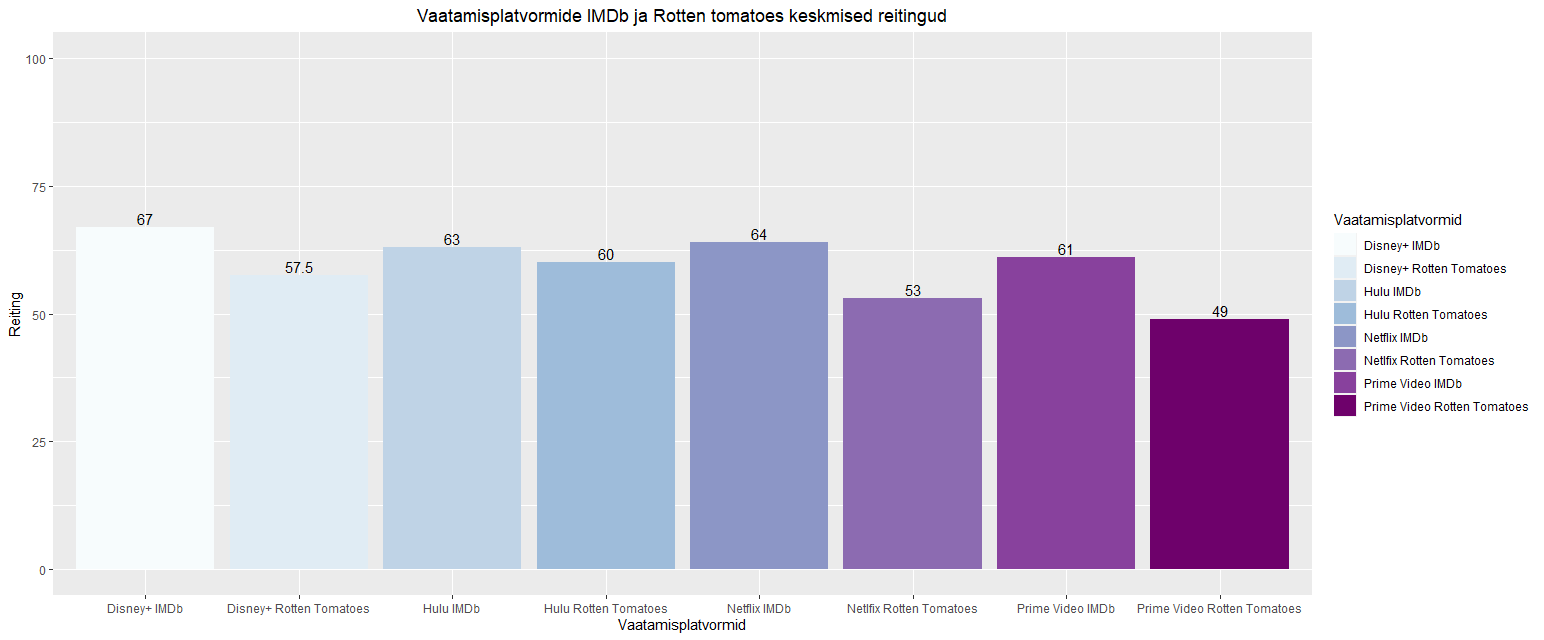 Vaatamisplatvormide IMDb ja Rotten tomatoes keskmised reitingud
Reiting
100
75
50
25
0
67
57.5
63
60
64
53
61
49
Disney+ IMDb
Disney+ Rotten Tomatoes
Hulu IMDb
Hulu Rotten Tomatoes
Netflix IMDb
Netlfix Rotten Tomatoes
Prime Video IMDb
Prime Video Rotten Tomatoes
Vaatamisplatvormid
Vaatamisplatvormid
Disney+ IMDb
Disney+ Rotten Tomatoes
Hulu IMDb
Hulu Rotten Tomatoes
Netflix IMDb
Netlfix Rotten Tomatoes
Prime Video IMDb
Prime Video Rotten Tomatoes